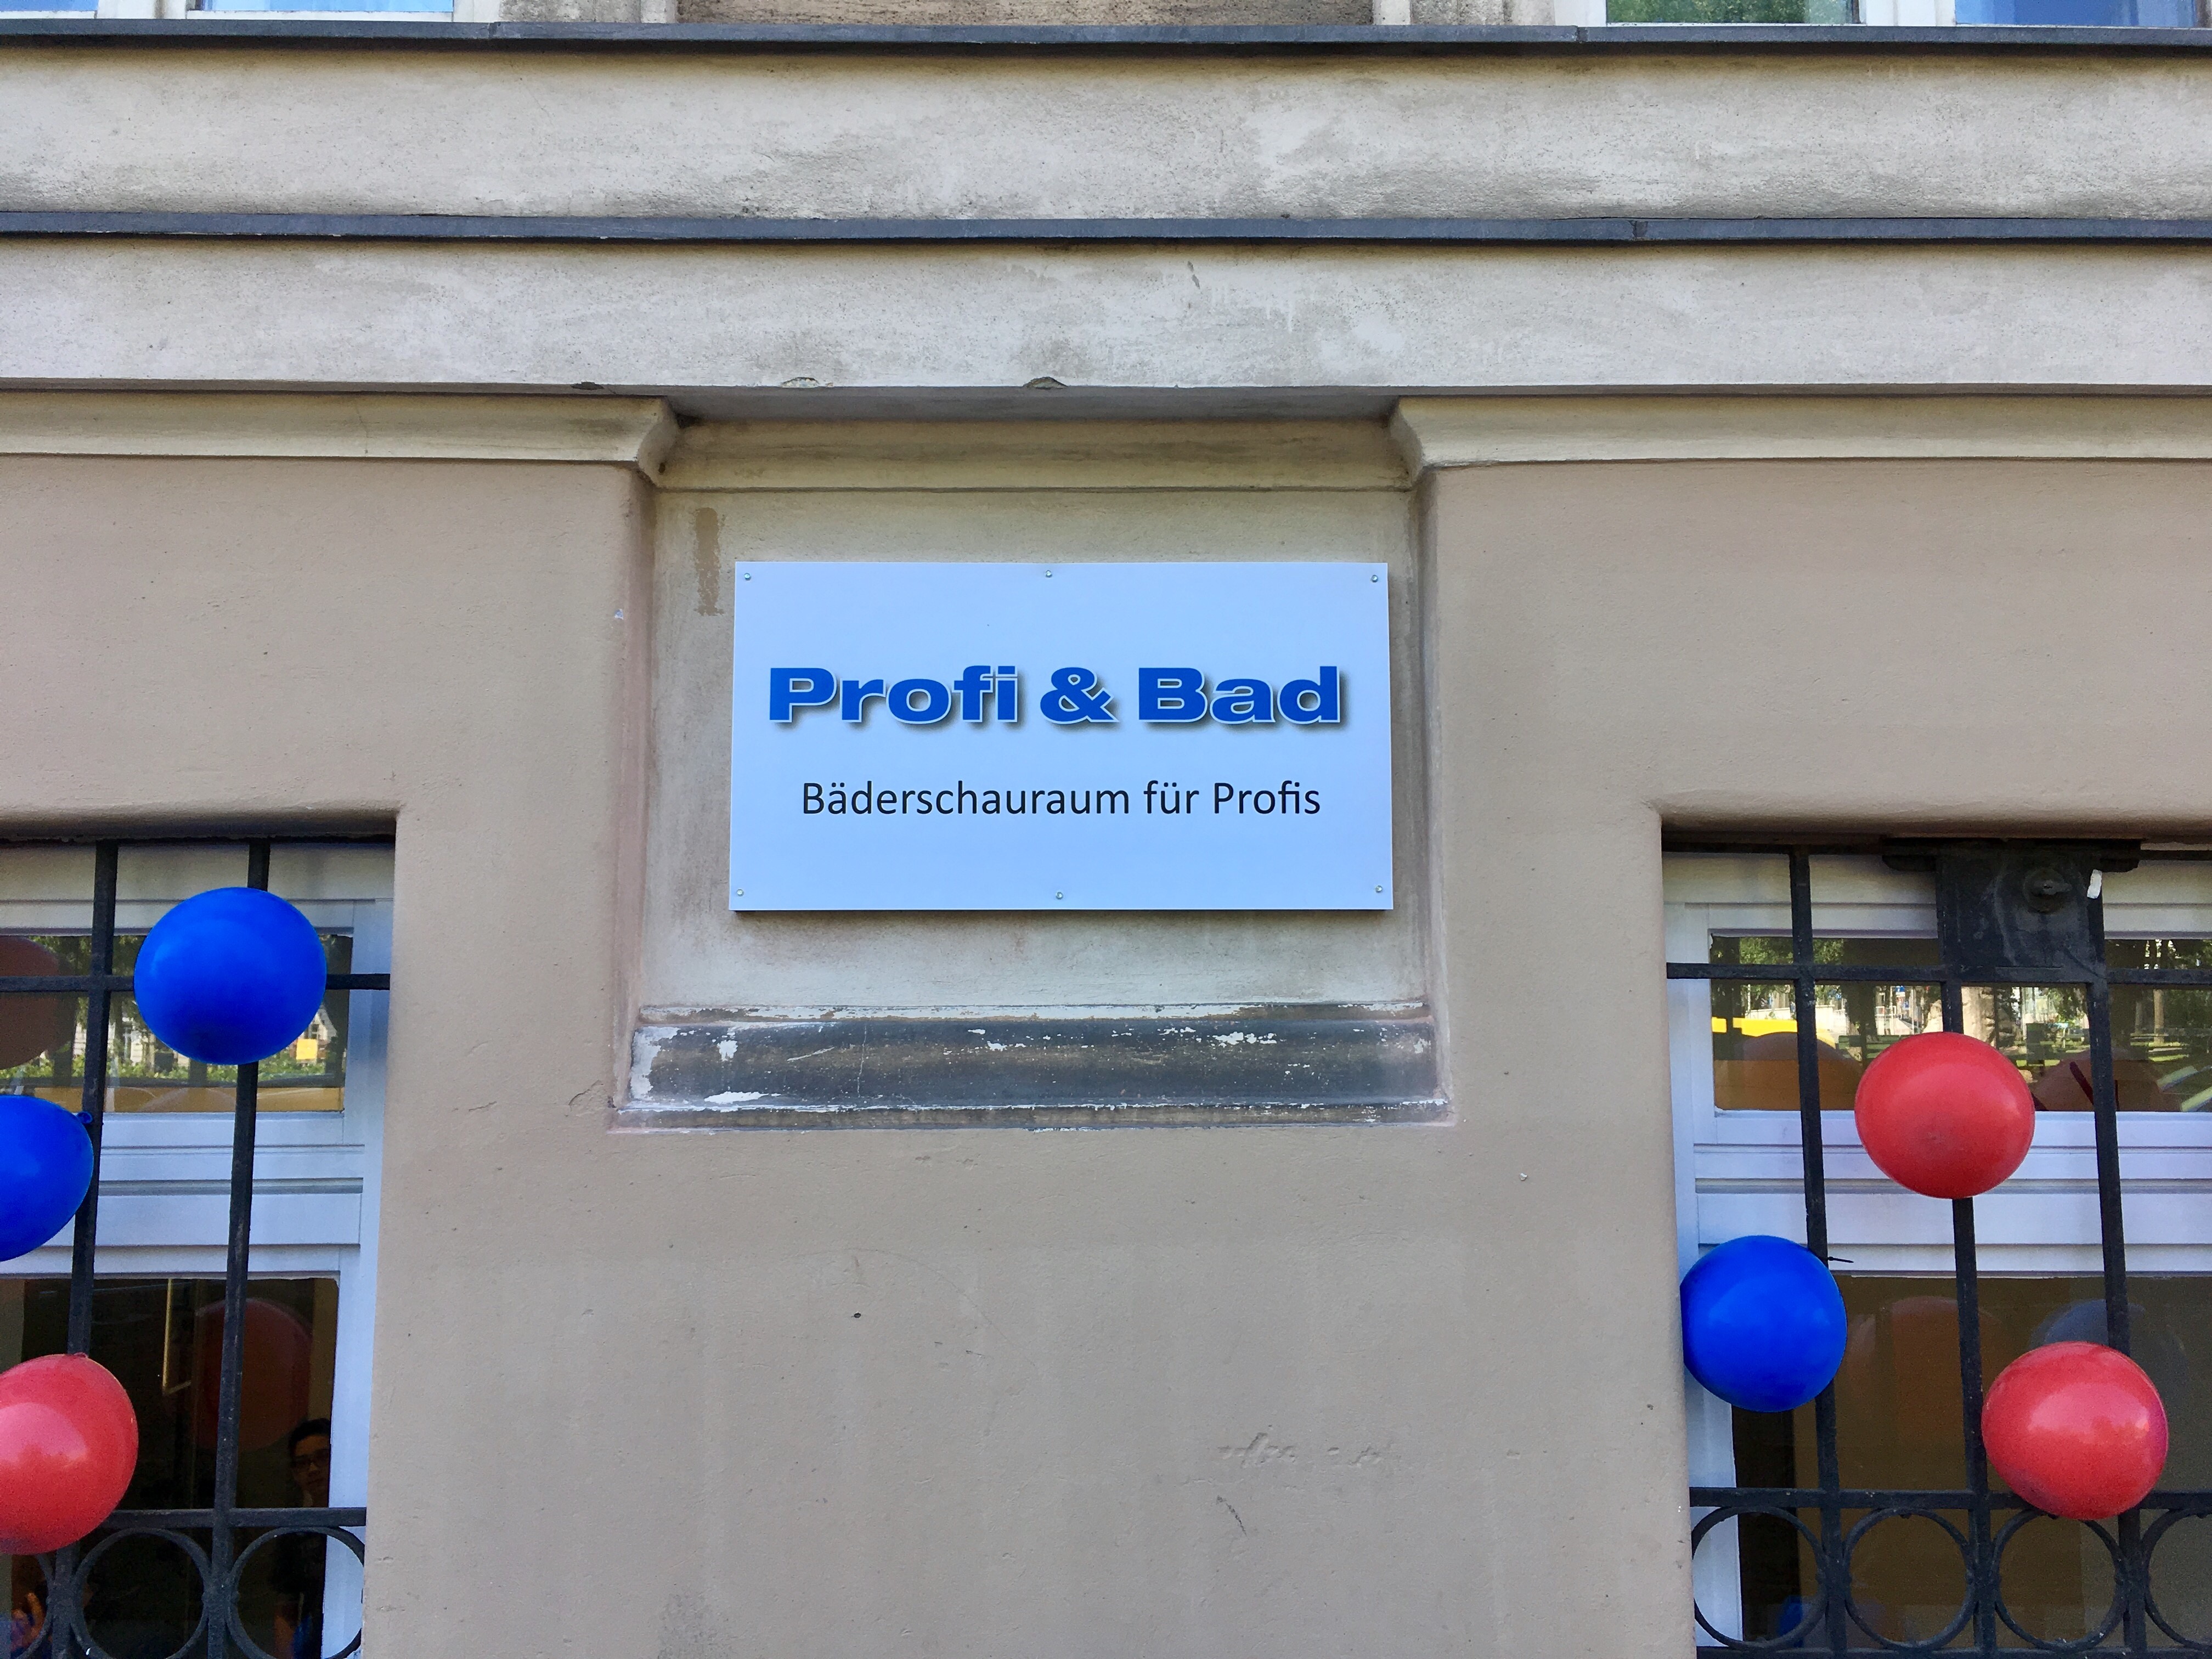 Profi & Bad
Bäderschauraum für Profis